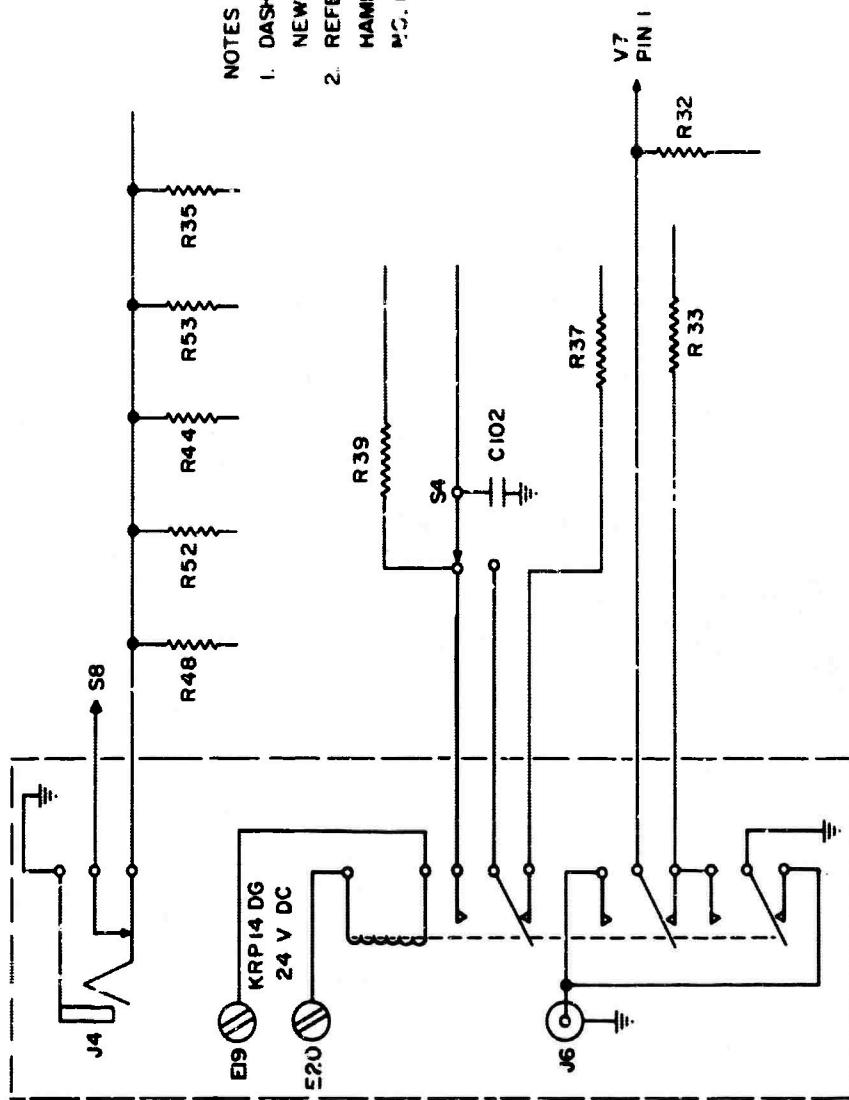 NOTES
1. DASH
NEW
2. REFE
HAM
V7
PIN 1
R32
R35
R53
R44
R52
R48
S8
R39
S4
C102
R37
R33
J4
E19
KRP14 DG
24 V DC
E20
J6